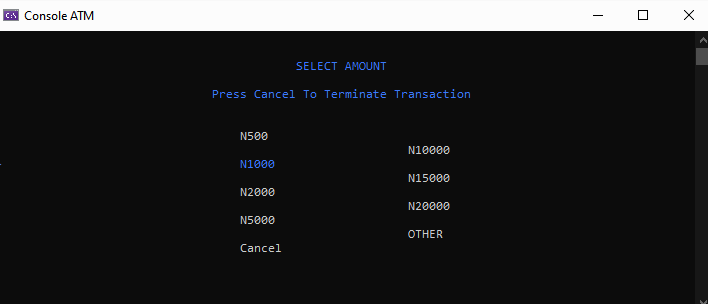 Console ATM
SELECT AMOUNT
Press Cancel To Terminate Transaction
N500
N10000
N1000
N15000
N2000
N20000
N5000
OTHER
Cancel